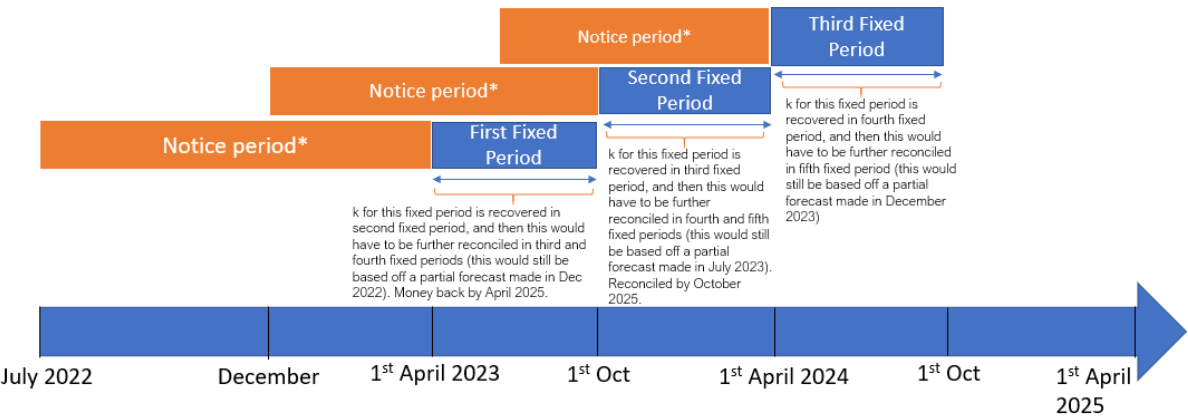 Notice period*
Third Fixed
Period
Notice period*
Second Fixed
Period
Notice period*
First Fixed
Period
k for this fixed period is
recovered in fourth fixed
period, and then this would
have to be further reconciled
in fifth fixed period (this would
still be based off a partial
forecast made in December
2023)
k for this fixed period is
recovered in third fixed
period, and then this would
have to be further
reconciled in fourth and fifth
fixed periods (this would still
be based off a partial
forecast made in July 2023).
Reconciled by October
2025.
k for this fixed period is recovered in
second fixed period, and then this would
have to be further reconciled in third and
fourth fixed periods (this would still be
based off a partial forecast made in Dec
2022). Money back by April 2025.
July 2022
December
1st April 2023
1st Oct
1st April 2024
1st Oct
1st April
2025